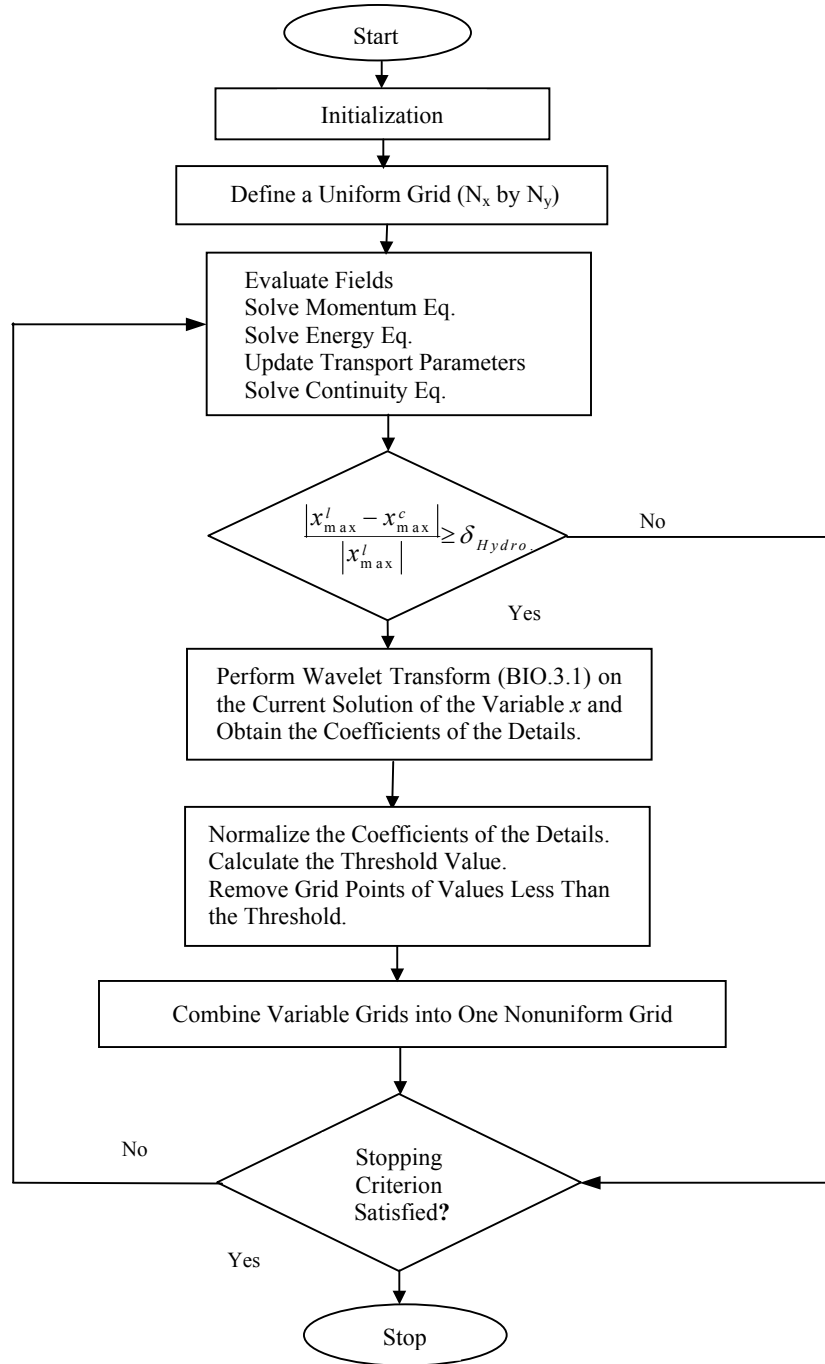 Start
Initialization
Define a Uniform Grid (Nx by Ny)
Evaluate Fields
Solve Momentum Eq.
Solve Energy Eq.
Update Transport Parameters
Solve Continuity Eq.
|x^l_max − x^c_max| / |x^l_max| ≥ δ_Hydro.
No
Yes
Perform Wavelet Transform (BIO.3.1) on
the Current Solution of the Variable x and
Obtain the Coefficients of the Details.
Normalize the Coefficients of the Details.
Calculate the Threshold Value.
Remove Grid Points of Values Less Than
the Threshold.
Combine Variable Grids into One Nonuniform Grid
No
Stopping
Criterion
Satisfied?
Yes
Stop